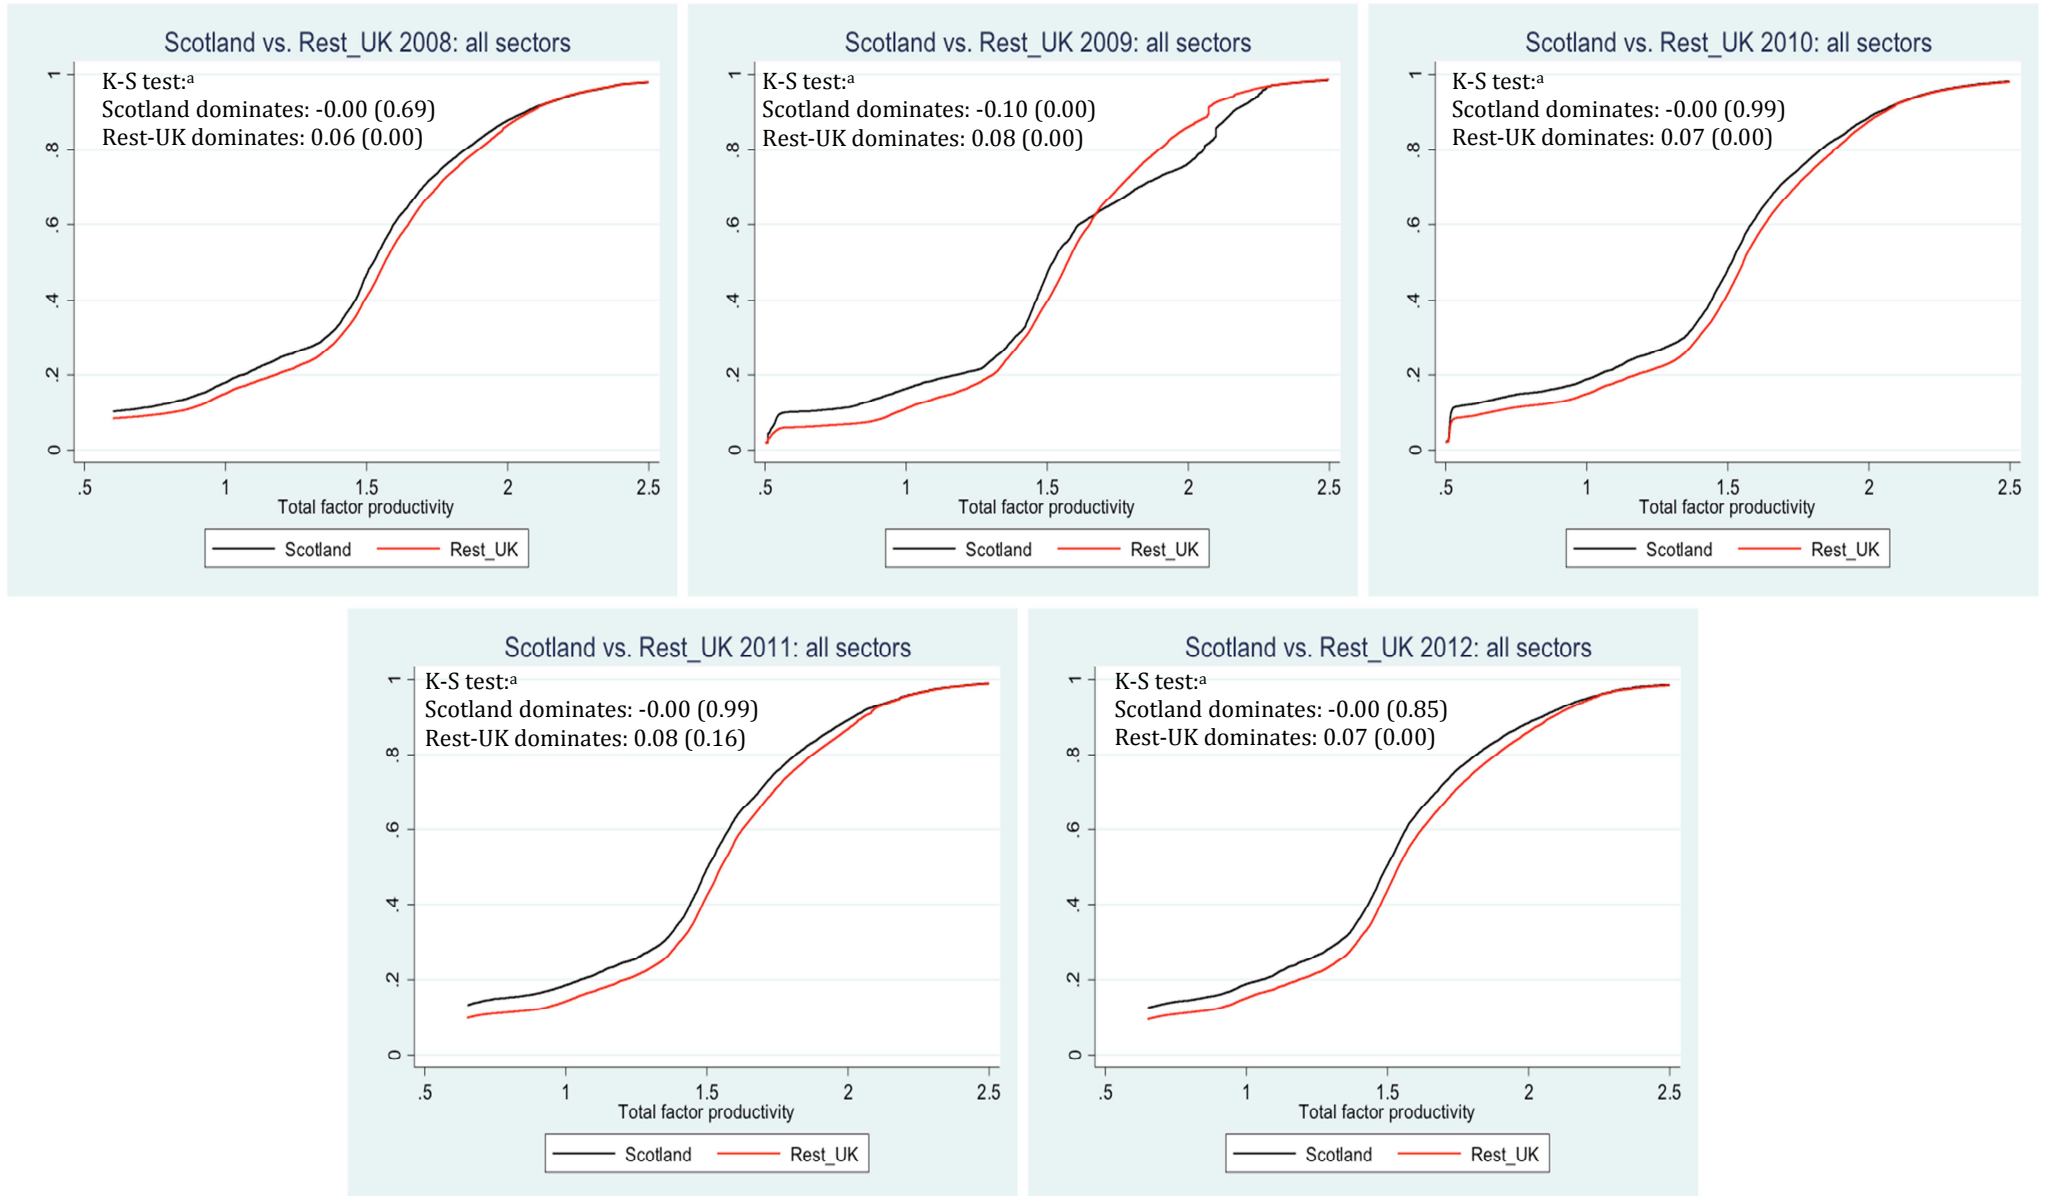 Scotland vs. Rest_UK 2008: all sectors
K-S test:ᵃ
Scotland dominates: -0.00 (0.69)
Rest-UK dominates: 0.06 (0.00)
1
.8
.6
.4
.2
0
.5 1 1.5 2 2.5
Total factor productivity
Scotland Rest_UK
Scotland vs. Rest_UK 2009: all sectors
K-S test:ᵃ
Scotland dominates: -0.10 (0.00)
Rest-UK dominates: 0.08 (0.00)
1
.8
.6
.4
.2
0
.5 1 1.5 2 2.5
Total factor productivity
Scotland Rest_UK
Scotland vs. Rest_UK 2010: all sectors
K-S test:ᵃ
Scotland dominates: -0.00 (0.99)
Rest-UK dominates: 0.07 (0.00)
1
.8
.6
.4
.2
0
.5 1 1.5 2 2.5
Total factor productivity
Scotland Rest_UK
Scotland vs. Rest_UK 2011: all sectors
K-S test:ᵃ
Scotland dominates: -0.00 (0.99)
Rest-UK dominates: 0.08 (0.16)
1
.8
.6
.4
.2
0
.5 1 1.5 2 2.5
Total factor productivity
Scotland Rest_UK
Scotland vs. Rest_UK 2012: all sectors
K-S test:ᵃ
Scotland dominates: -0.00 (0.85)
Rest-UK dominates: 0.07 (0.00)
1
.8
.6
.4
.2
0
.5 1 1.5 2 2.5
Total factor productivity
Scotland Rest_UK